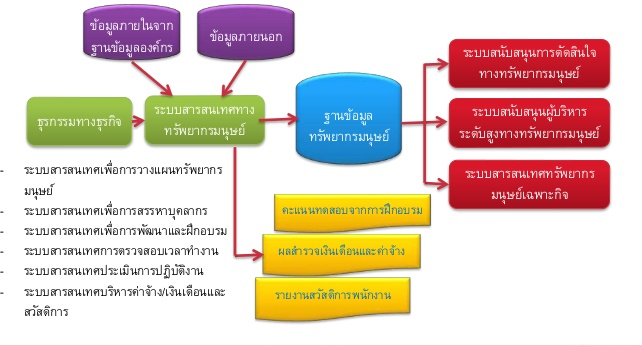 ข้อมูลภายในจาก
ฐานข้อมูลองค์กร
ข้อมูลภายนอก
ระบบสนับสนุนการตัดสินใจ
ทางทรัพยากรมนุษย์
ธุรกรรมทางธุรกิจ
ระบบสารสนเทศทาง
ทรัพยากรมนุษย์
ฐานข้อมูล
ทรัพยากรมนุษย์
ระบบสนับสนุนผู้บริหาร
ระดับสูงทางทรัพยากรมนุษย์
ระบบสารสนเทศทรัพยากร
มนุษย์เฉพาะกิจ
- ระบบสารสนเทศเพื่อการวางแผนทรัพยากร
มนุษย์
- ระบบสารสนเทศเพื่อการสรรหาบุคลากร
- ระบบสารสนเทศเพื่อการพัฒนาและฝึกอบรม
- ระบบสารสนเทศการตรวจสอบเวลาทำงาน
- ระบบสารสนเทศประเมินการปฏิบัติงาน
- ระบบสารสนเทศบริหารค่าจ้าง/เงินเดือนและ
สวัสดิการ
คะแนนทดสอบจากการฝึกอบรม
ผลสำรวจเงินเดือนและค่าจ้าง
รายงานสวัสดิการพนักงาน